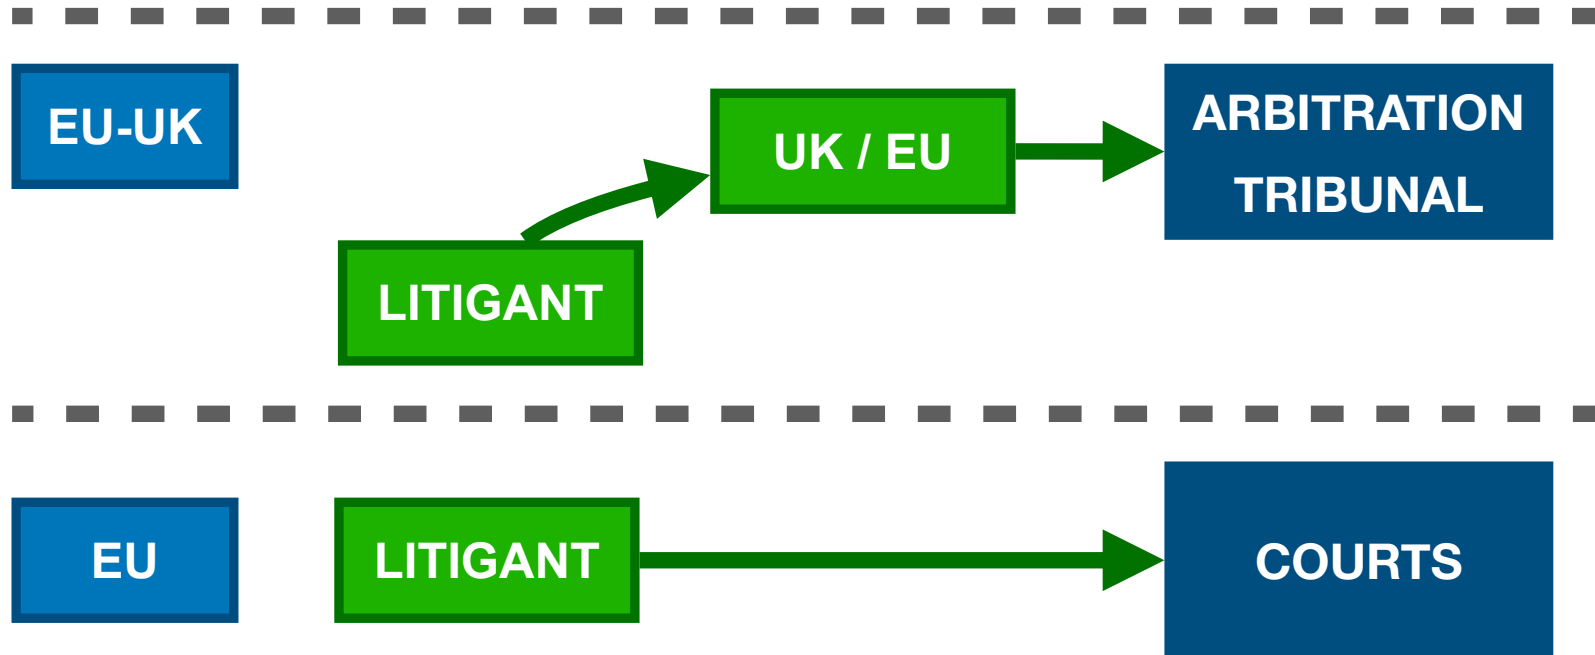 EU-UK
LITIGANT
UK / EU
ARBITRATION
TRIBUNAL
EU
LITIGANT
COURTS